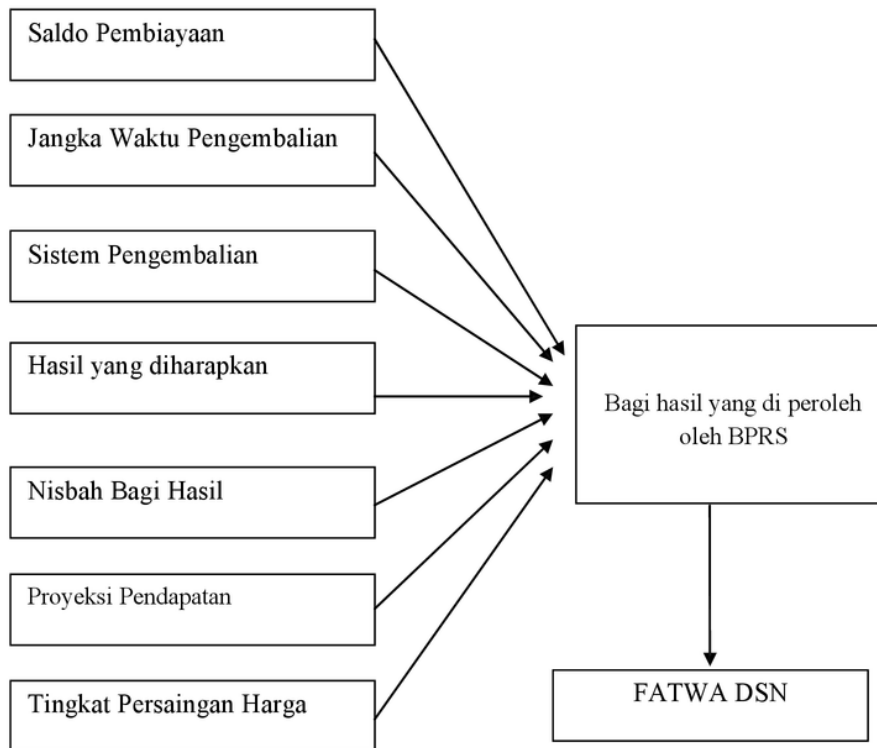 Saldo Pembiayaan
Jangka Waktu Pengembalian
Sistem Pengembalian
Hasil yang diharapkan
Nisbah Bagi Hasil
Proyeksi Pendapatan
Tingkat Persaingan Harga
Bagi hasil yang di peroleh
oleh BPRS
FATWA DSN